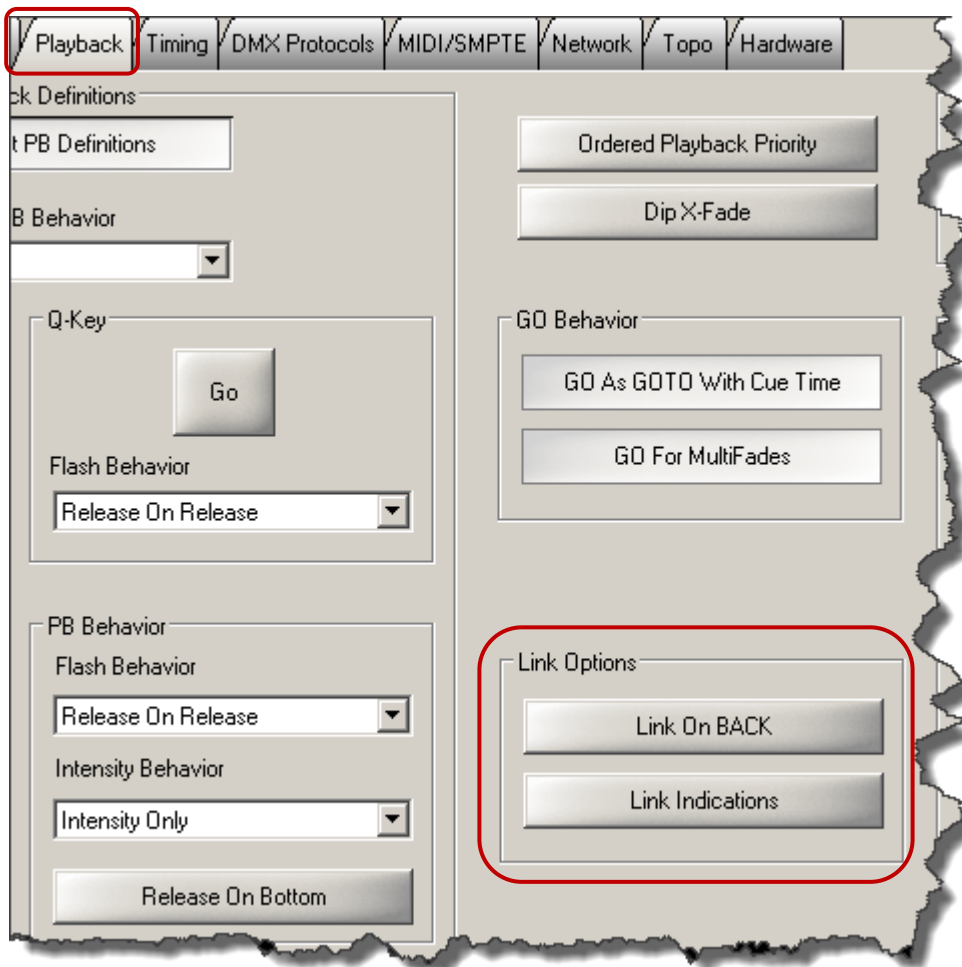 Playback Timing DMX Protocols MIDI/SMPTE Network Topo Hardware
ck Definitions
t PB Definitions
B Behavior
Q-Key
Go
Flash Behavior
Release On Release
PB Behavior
Flash Behavior
Release On Release
Intensity Behavior
Intensity Only
Release On Bottom
Ordered Playback Priority
Dip X-Fade
GO Behavior
GO As GOTO With Cue Time
GO For MultiFades
Link Options
Link On BACK
Link Indications